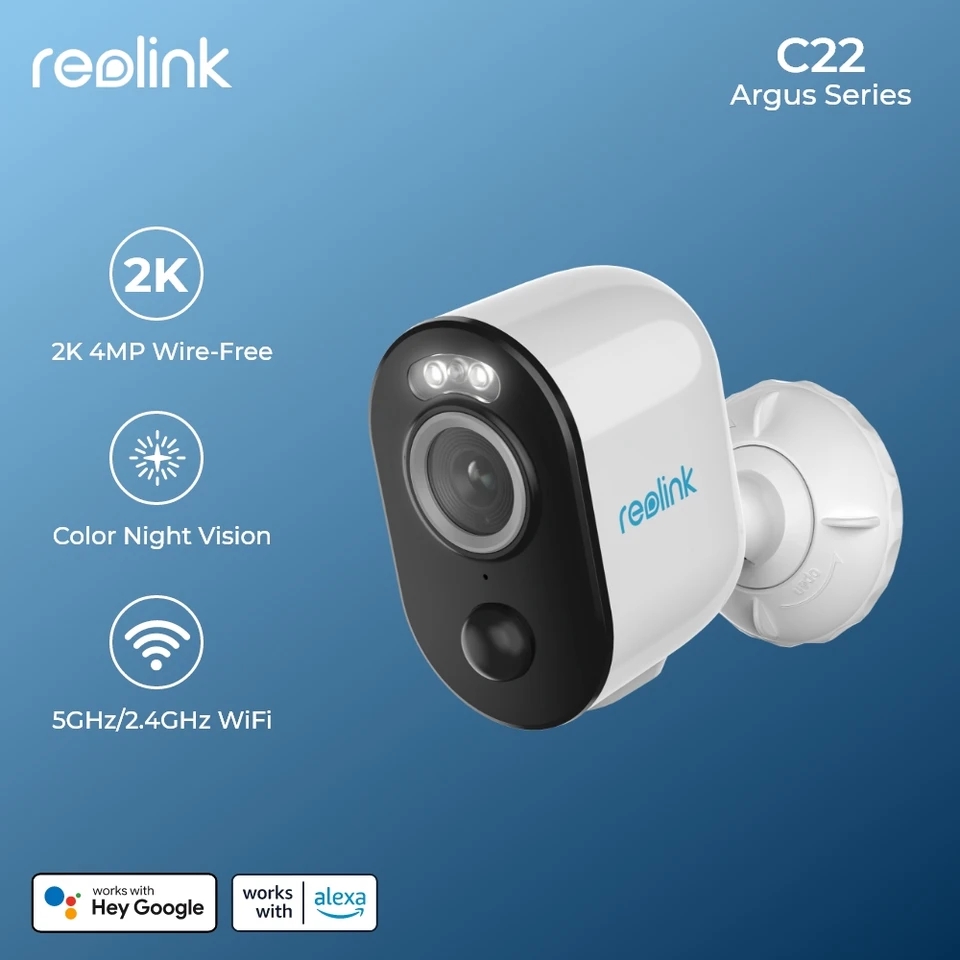 reolink
C22
Argus Series
2K
2K 4MP Wire-Free
Color Night Vision
5GHz/2.4GHz WiFi
reolink
open
works with
Hey Google
works
with
alexa